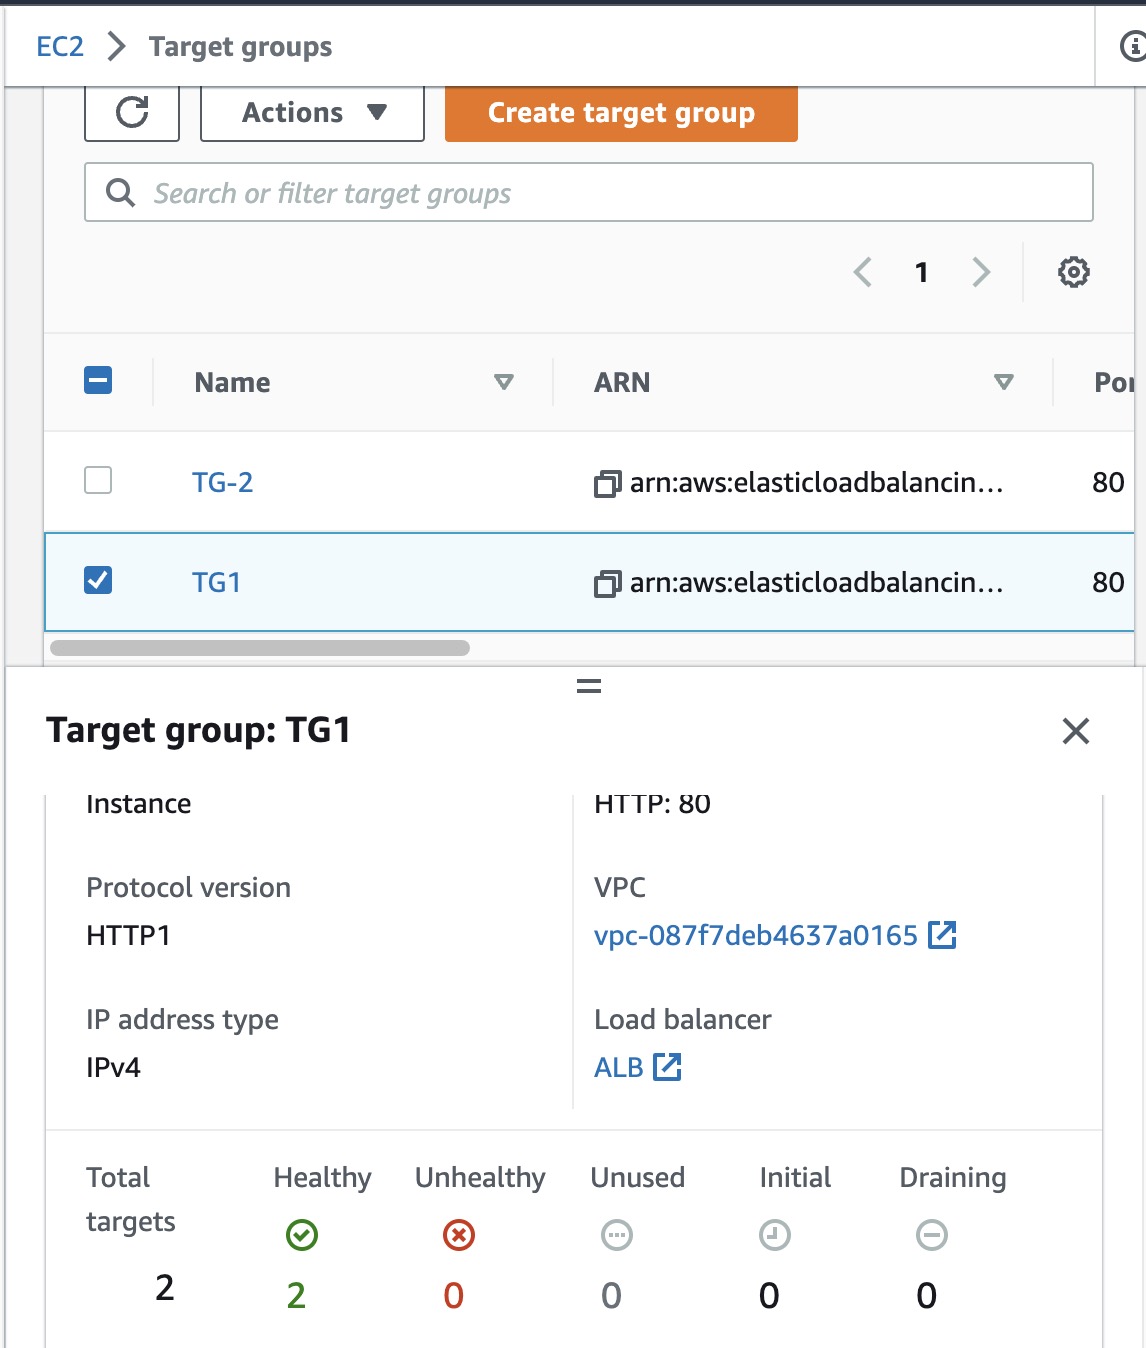 EC2 > Target groups
Actions Create target group
Search or filter target groups
1
Name ARN Por
TG-2 arn:aws:elasticloadbalancin... 80
TG1 arn:aws:elasticloadbalancin... 80
Target group: TG1
Instance HTTP: 80
Protocol version VPC
HTTP1 vpc-087f7deb4637a0165
IP address type Load balancer
IPv4 ALB
Total targets Healthy Unhealthy Unused Initial Draining
2 2 0 0 0 0